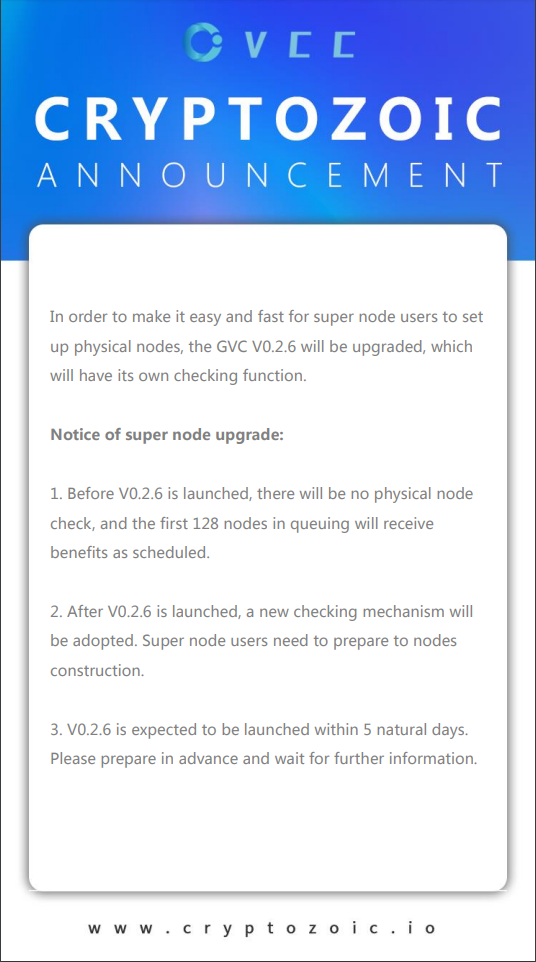 VCC
CRYPTOZOIC
ANNOUNCEMENT
In order to make it easy and fast for super node users to set
up physical nodes, the GVC V0.2.6 will be upgraded, which
will have its own checking function.
Notice of super node upgrade:
1. Before V0.2.6 is launched, there will be no physical node
check, and the first 128 nodes in queuing will receive
benefits as scheduled.
2. After V0.2.6 is launched, a new checking mechanism will
be adopted. Super node users need to prepare to nodes
construction.
3. V0.2.6 is expected to be launched within 5 natural days.
Please prepare in advance and wait for further information.
www.cryptozoic.io